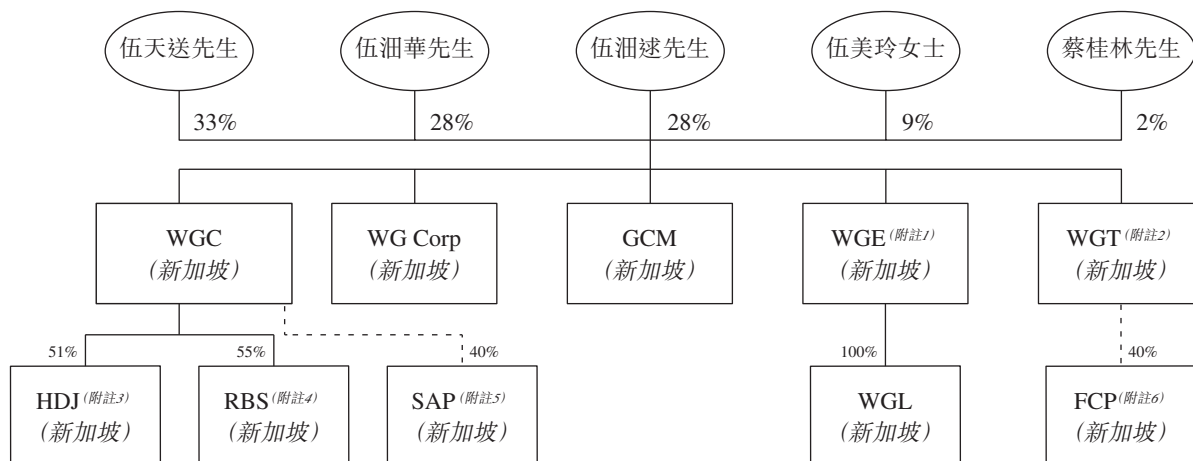 伍天送先生 伍沺華先生 伍沺逑先生 伍美玲女士 蔡桂林先生
33% 28% 28% 9% 2%
WGC WG Corp GCM WGE(附註1) WGT(附註2)
(新加坡) (新加坡) (新加坡) (新加坡) (新加坡)
51% 55% 40% 100% 40%
HDJ(附註3) RBS(附註4) SAP(附註5) WGL FCP(附註6)
(新加坡) (新加坡) (新加坡) (新加坡) (新加坡)